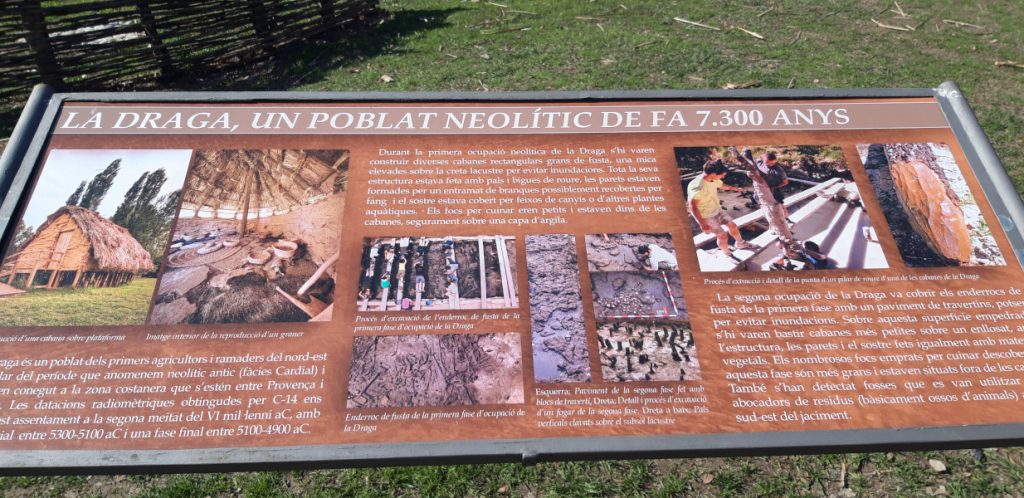 LA DRAGA, UN POBLAT NEOLÍTIC DE FA 7.300 ANYS
ucció d'una cabana sobre plataforma
Imatge interior de la reproducció d'un graner
raga és un poblat dels primers agricultors i ramaders del nord-est
lar del període que anomenem neolític antic (fàcies Cardial) i
en conegut a la zona costanera que s'estén entre Provença i
. Les datacions radiomètriques obtingudes per C-14 ens
est assentament a la segona meitat del VI mil·lenni aC, amb
ial entre 5300-5100 aC i una fase final entre 5100-4900 aC.
Durant la primera ocupació neolítica de la Draga s'hi varen
construir diverses cabanes rectangulars grans de fusta, una mica
elevades sobre la creta lacustre per evitar inundacions. Tota la seva
estructura estava feta amb pals i bigues de roure, les parets estaven
formades per un entramat de branques possiblement recobertes per
fang i el sostre estava cobert per feixos de canyís o d'altres plantes
aquàtiques. Els focs per cuinar eren petits i estaven dins de les
cabanes, segurament sobre una capa d'argila.
Procés d'excavació de l'enderroc de fusta de la
primera fase d'ocupació de la Draga
Enderroc de fusta de la primera fase d'ocupació de
la Draga
Esquerra: Paviment de la segona fase fet amb
blocs de travertí. Dreta: Detall i procés d'excavació
d'un fogar de la segona fase. Dreta a baix: Pals
verticals clavats sobre el subsòl lacustre
Procés d'extracció i detall de la punta d'un pilar de roure d'una de les cabanes de la Draga
La segona ocupació de la Draga va cobrir els enderrocs de
fusta de la primera fase amb un paviment de travertins, potser
per evitar inundacions. Sobre aquesta superfície empedrad
s'hi varen bastir cabanes més petites sobre un enllosat, a
l'estructura, les parets i el sostre fets igualment amb mate
vegetals. Els nombrosos focs emprats per cuinar descobe
aquesta fase són més grans i estaven situats fora de les ca
També s'han detectat fosses que es van utilitzar
abocadors de residus (bàsicament ossos d'animals) a
sud-est del jaciment.